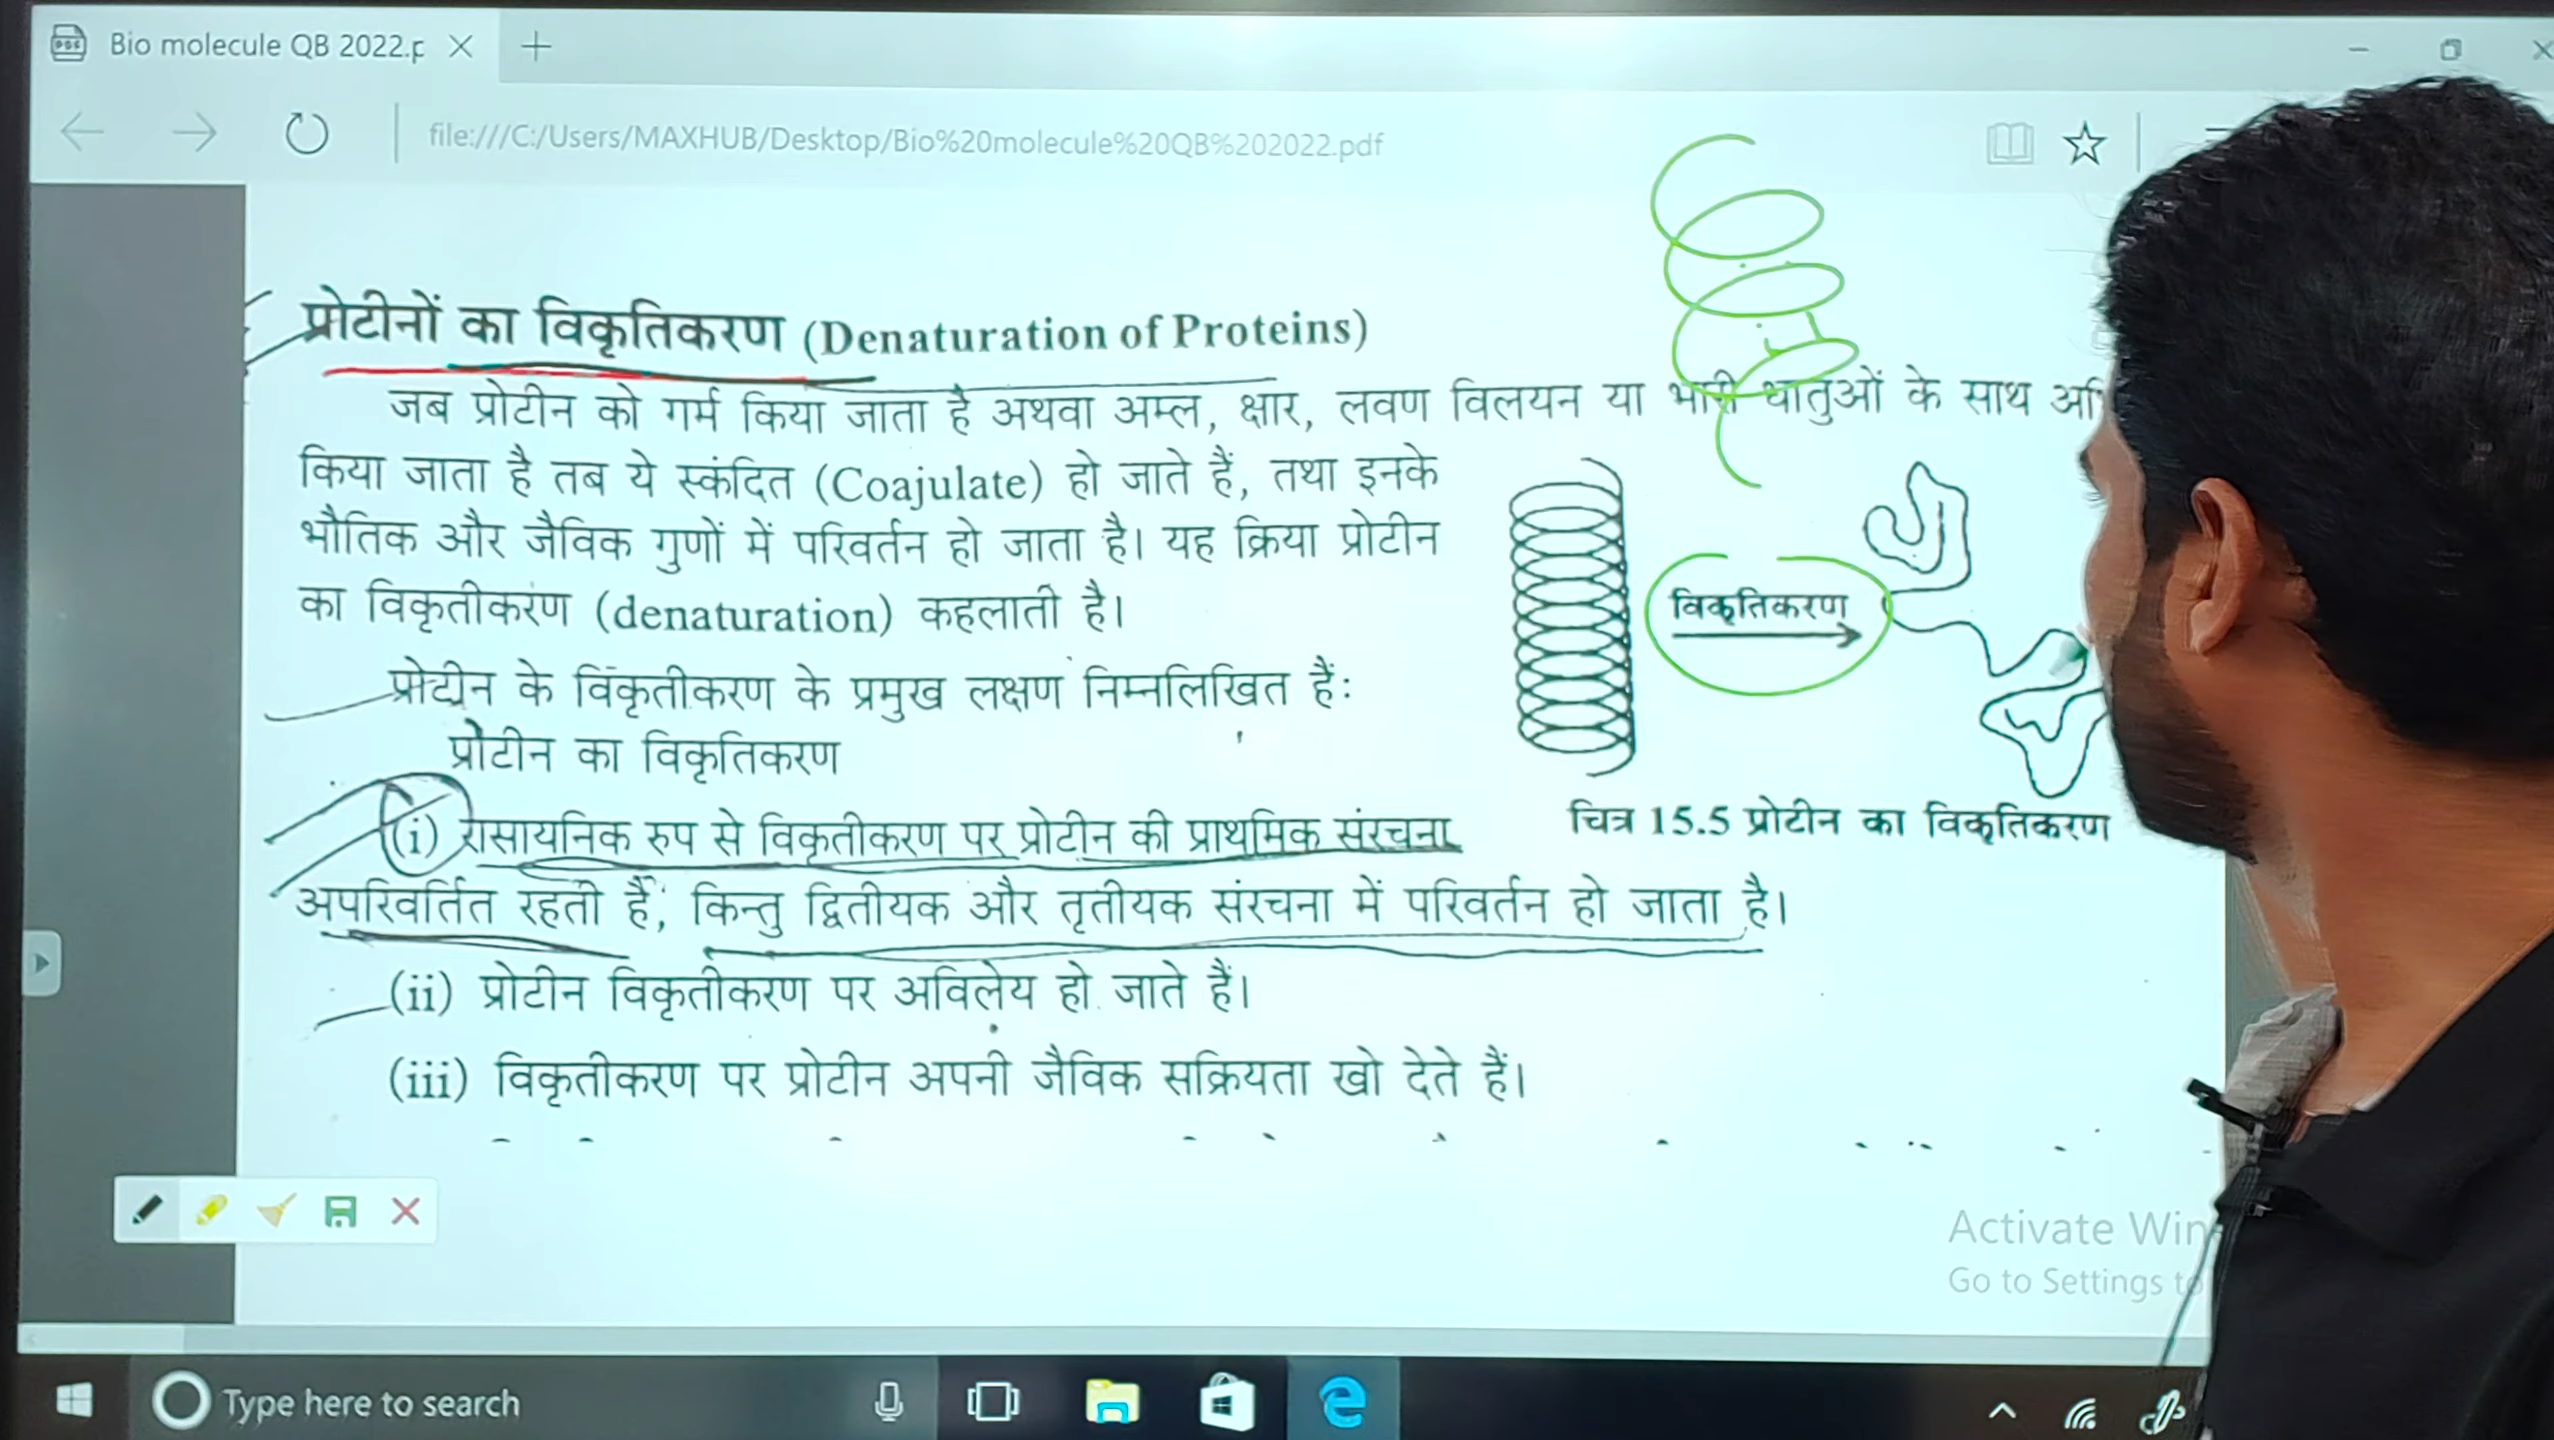 Bio molecule QB 2022.p
file:///C:/Users/MAXHUB/Desktop/Bio%20molecule%20QB%202022.pdf
प्रोटीनों का विकृतिकरण (Denaturation of Proteins)
जब प्रोटीन को गर्म किया जाता है अथवा अम्ल, क्षार, लवण विलयन या भारी धातुओं के साथ
किया जाता है तब ये स्कंदित (Coajulate) हो जाते हैं, तथा इनके
भौतिक और जैविक गुणों में परिवर्तन हो जाता है। यह क्रिया प्रोटीन
का विकृतीकरण (denaturation) कहलाती है।
विकृतिकरण
प्रोटीन के विकृतीकरण के प्रमुख लक्षण निम्नलिखित हैं:
प्रोटीन का विकृतिकरण
(i) रासायनिक रुप से विकृतीकरण पर प्रोटीन की प्राथमिक संरचना
चित्र 15.5 प्रोटीन का विकृतिकरण
अपरिवर्तित रहती हैं, किन्तु द्वितीयक और तृतीयक संरचना में परिवर्तन हो जाता है।
(ii) प्रोटीन विकृतीकरण पर अविलेय हो जाते हैं।
(iii) विकृतीकरण पर प्रोटीन अपनी जैविक सक्रियता खो देते हैं।
Activate Win
Go to Settings to
Type here to search